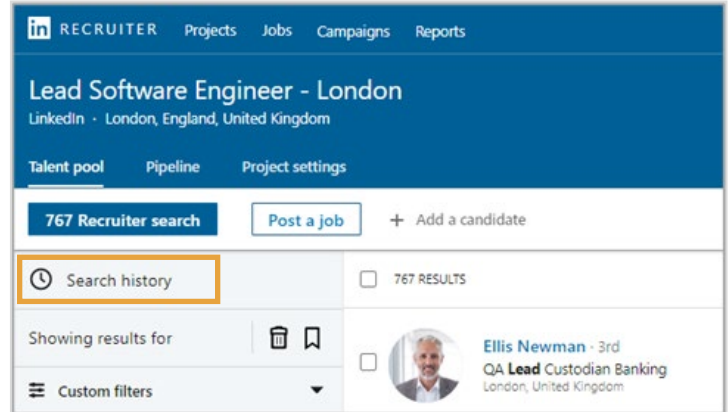 in RECRUITER Projects Jobs Campaigns Reports
Lead Software Engineer - London
LinkedIn · London, England, United Kingdom
Talent pool Pipeline Project settings
767 Recruiter search Post a job + Add a candidate
Search history
767 RESULTS
Showing results for
Custom filters
Ellis Newman · 3rd
QA Lead Custodian Banking
London, United Kingdom